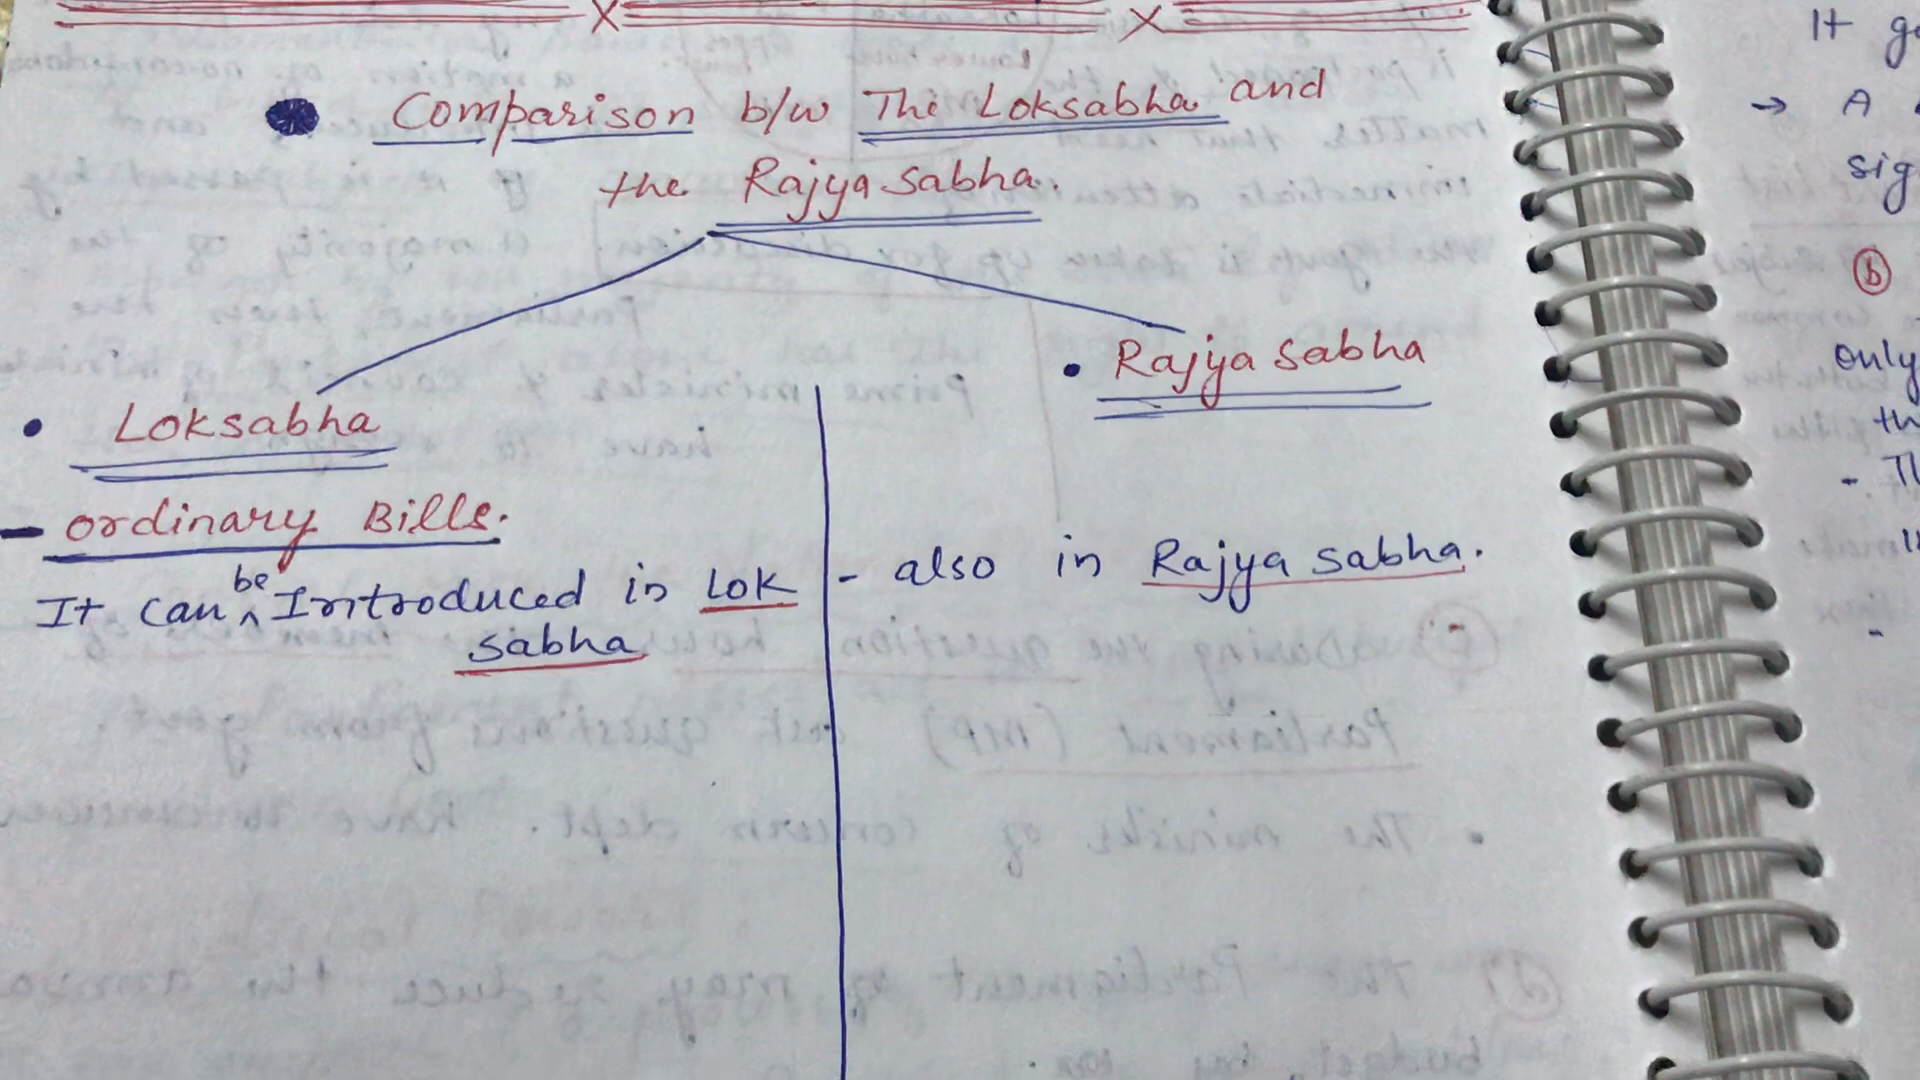 Comparison b/w The Loksabha and
the Rajya sabha.
• Loksabha
• Rajya sabha
- ordinary Bills.
It can be Introduced in Lok
sabha
- also in Rajya sabha.
It
→ A
sig
b
only
- 
-